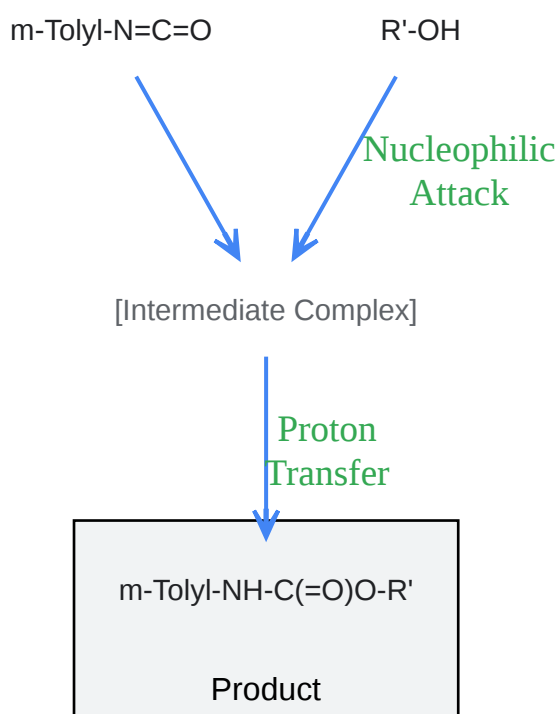 m-Tolyl-N=C=O
R'-OH
Nucleophilic
Attack
[Intermediate Complex]
Proton
Transfer
m-Tolyl-NH-C(=O)O-R'
Product